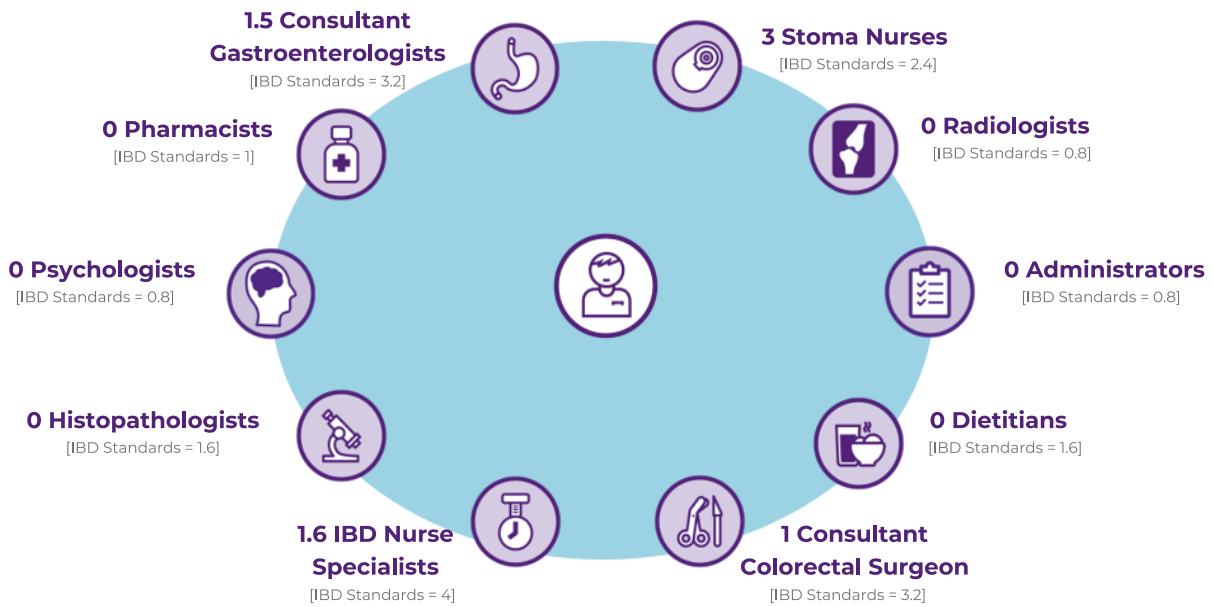 1.5 Consultant
Gastroenterologists
[IBD Standards = 3.2]
3 Stoma Nurses
[IBD Standards = 2.4]
0 Pharmacists
[IBD Standards = 1]
0 Radiologists
[IBD Standards = 0.8]
0 Psychologists
[IBD Standards = 0.8]
0 Administrators
[IBD Standards = 0.8]
0 Histopathologists
[IBD Standards = 1.6]
0 Dietitians
[IBD Standards = 1.6]
1.6 IBD Nurse
Specialists
[IBD Standards = 4]
1 Consultant
Colorectal Surgeon
[IBD Standards = 3.2]